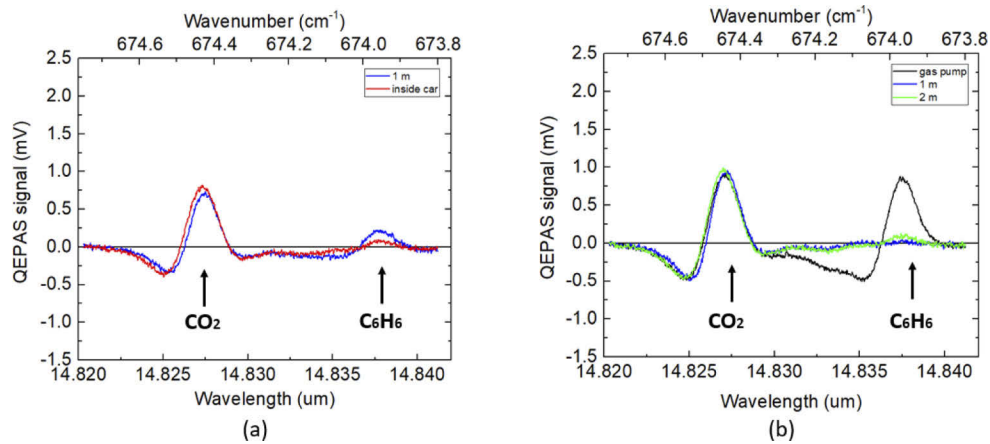 Wavenumber (cm-1)
674.6 674.4 674.2 674.0 673.8
2.5
2.0
1.5
1.0
0.5
0.0
-0.5
-1.0
-1.5
QEPAS signal (mV)
1 m
inside car
CO2
C6H6
14.820 14.825 14.830 14.835 14.840
Wavelength (um)
(a)
Wavenumber (cm-1)
674.6 674.4 674.2 674.0 673.8
2.5
2.0
1.5
1.0
0.5
0.0
-0.5
-1.0
-1.5
QEPAS signal (mV)
gas pump
1 m
2 m
CO2
C6H6
14.820 14.825 14.830 14.835 14.840
Wavelength (um)
(b)